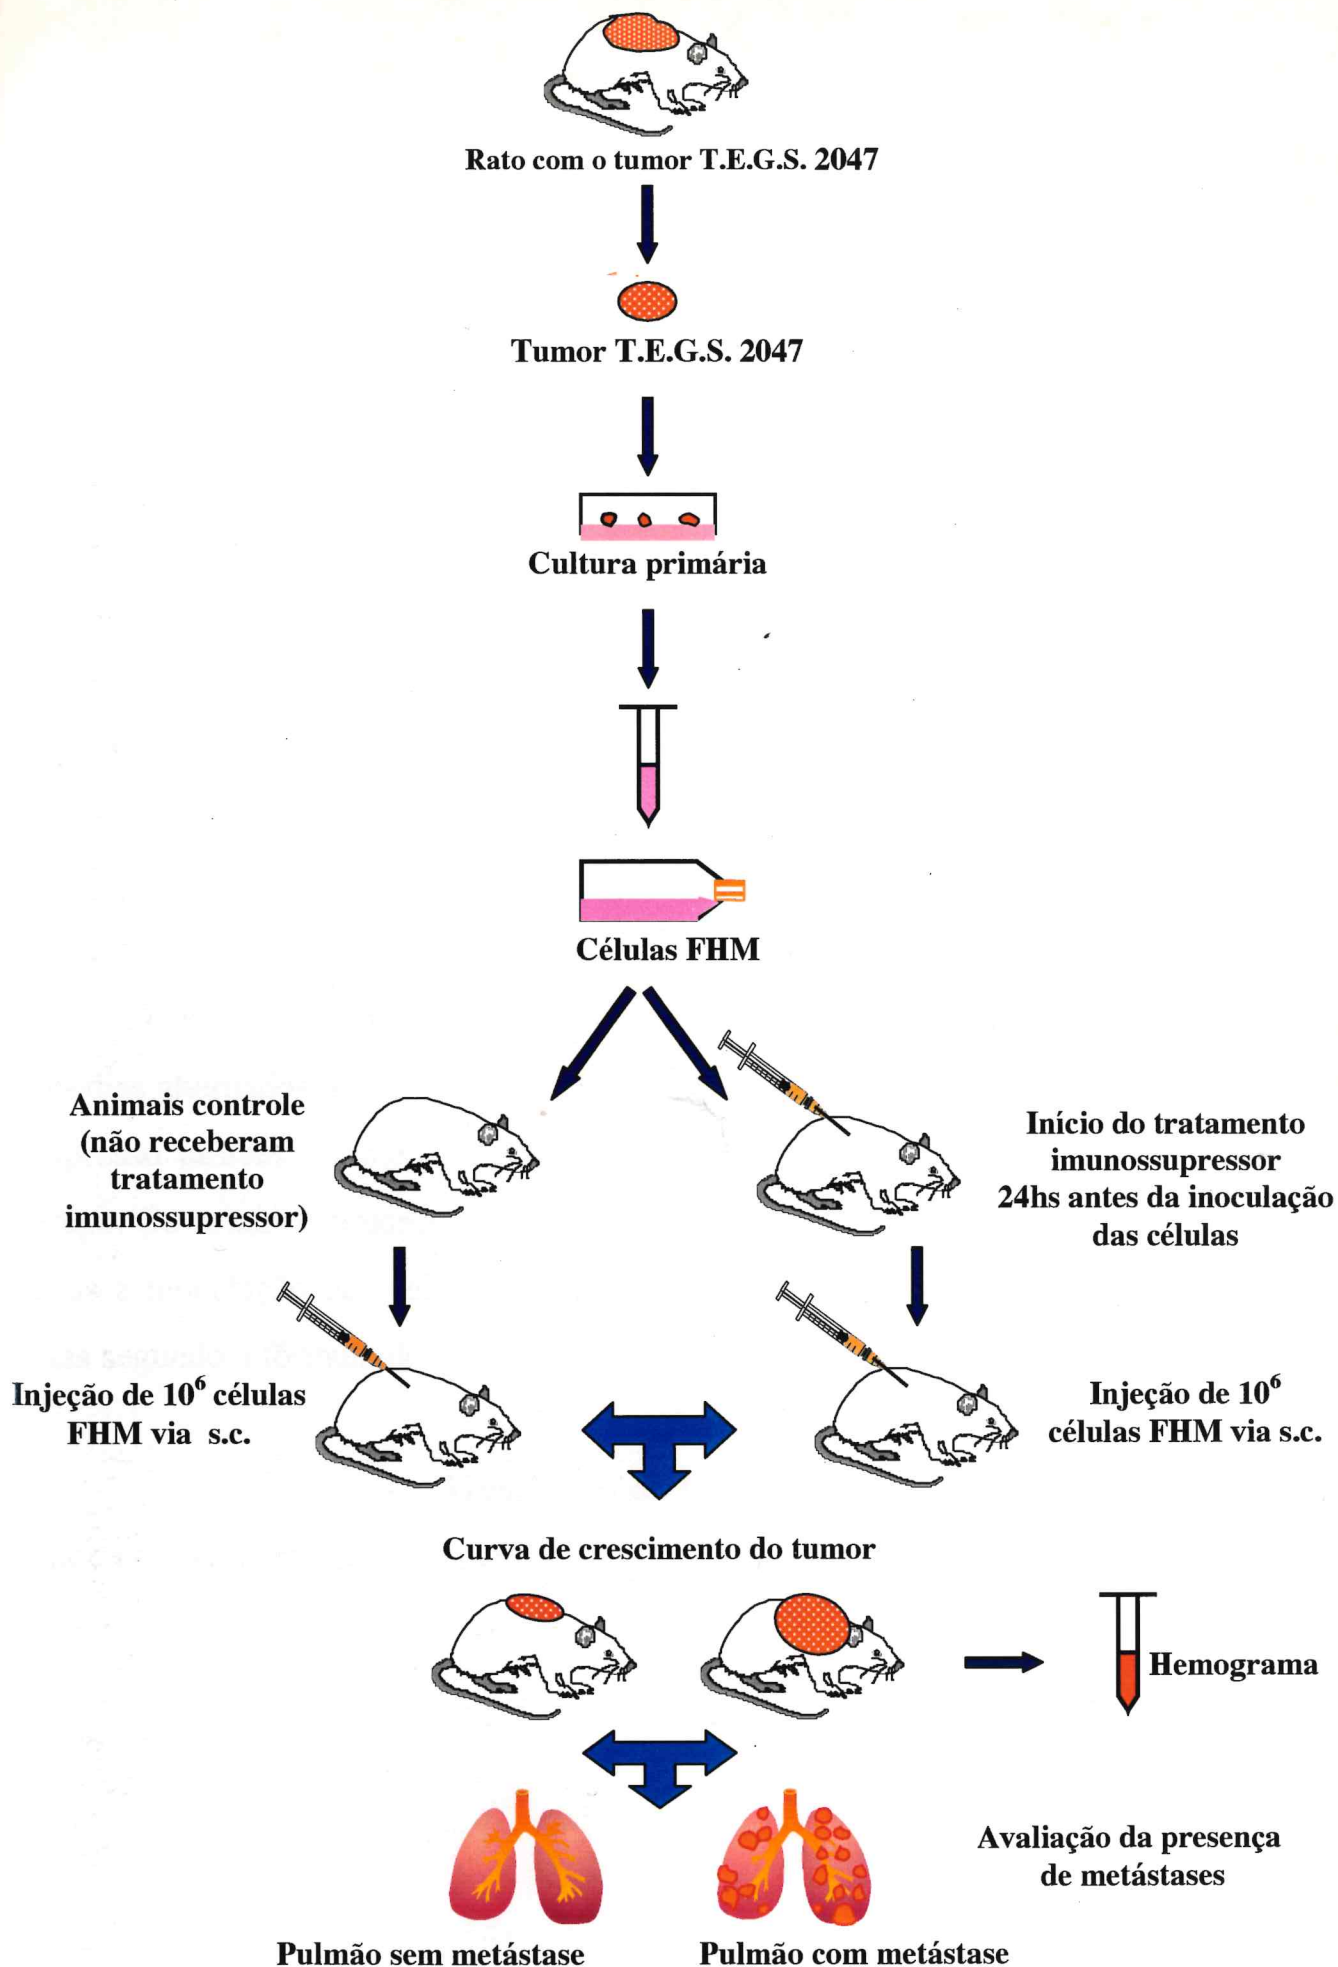 Rato com o tumor T.E.G.S. 2047
Tumor T.E.G.S. 2047
Cultura primária
Células FHM
Animais controle
(não receberam
tratamento
imunossupressor)
Início do tratamento
imunossupressor
24hs antes da inoculação
das células
Injeção de 10⁶ células
FHM via s.c.
Injeção de 10⁶
células FHM via s.c.
Curva de crescimento do tumor
Hemograma
Avaliação da presença
de metástases
Pulmão sem metástase
Pulmão com metástase